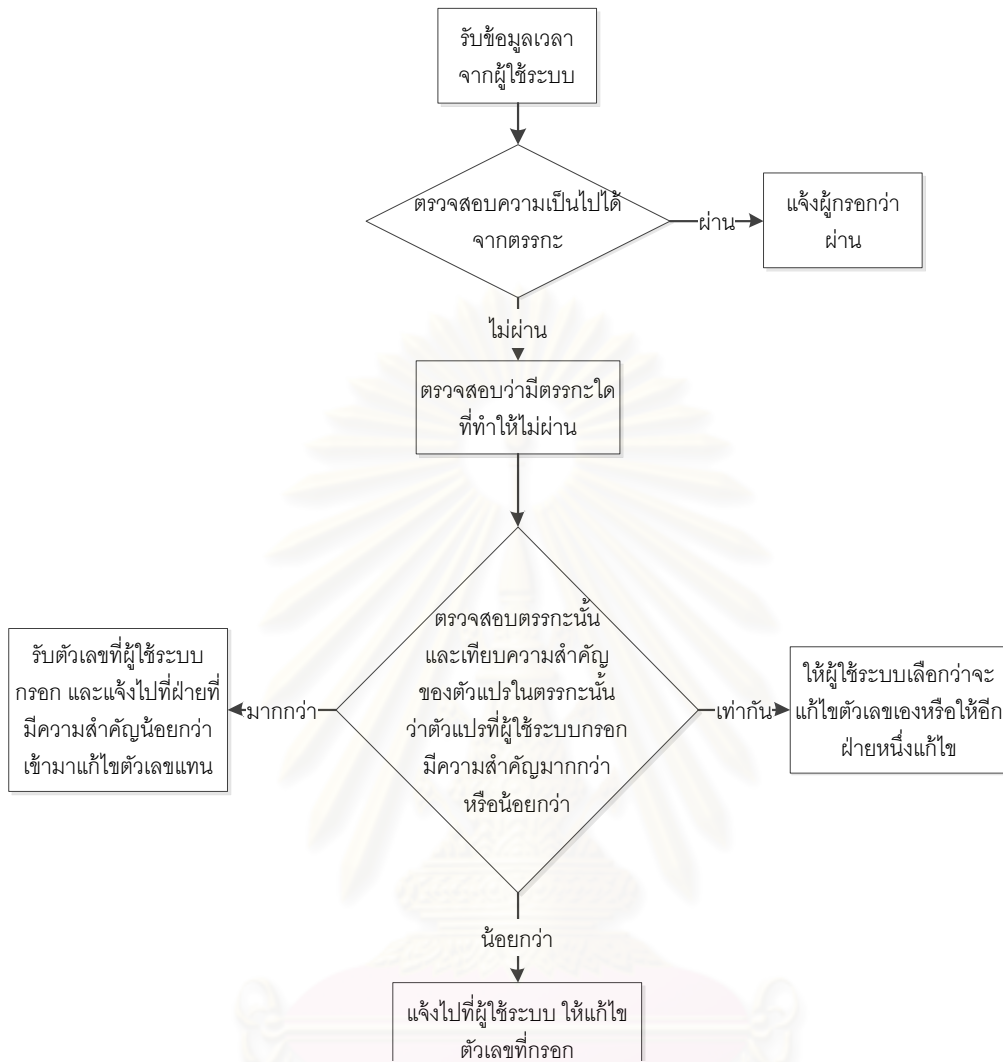 รับข้อมูลเวลา
จากผู้ใช้ระบบ
ตรวจสอบความเป็นไปได้
จากตรรกะ
ผ่าน
แจ้งผู้กรอกว่า
ผ่าน
ไม่ผ่าน
ตรวจสอบว่ามีตรรกะใด
ที่ทำให้ไม่ผ่าน
ตรวจสอบตรรกะนั้น
และเทียบความสำคัญ
ของตัวแปรในตรรกะนั้น
ว่าตัวแปรที่ผู้ใช้ระบบกรอก
มีความสำคัญมากกว่า
หรือน้อยกว่า
มากกว่า
รับตัวเลขที่ผู้ใช้ระบบ
กรอก และแจ้งไปที่ฝ่ายที่
มีความสำคัญน้อยกว่า
เข้ามาแก้ไขตัวเลขแทน
เท่ากัน
ให้ผู้ใช้ระบบเลือกว่าจะ
แก้ไขตัวเลขเองหรือให้อีก
ฝ่ายหนึ่งแก้ไข
น้อยกว่า
แจ้งไปที่ผู้ใช้ระบบ ให้แก้ไข
ตัวเลขที่กรอก